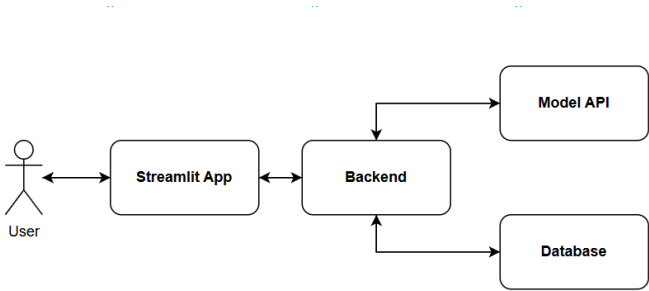 Model API
Streamlit App
Backend
User
Database